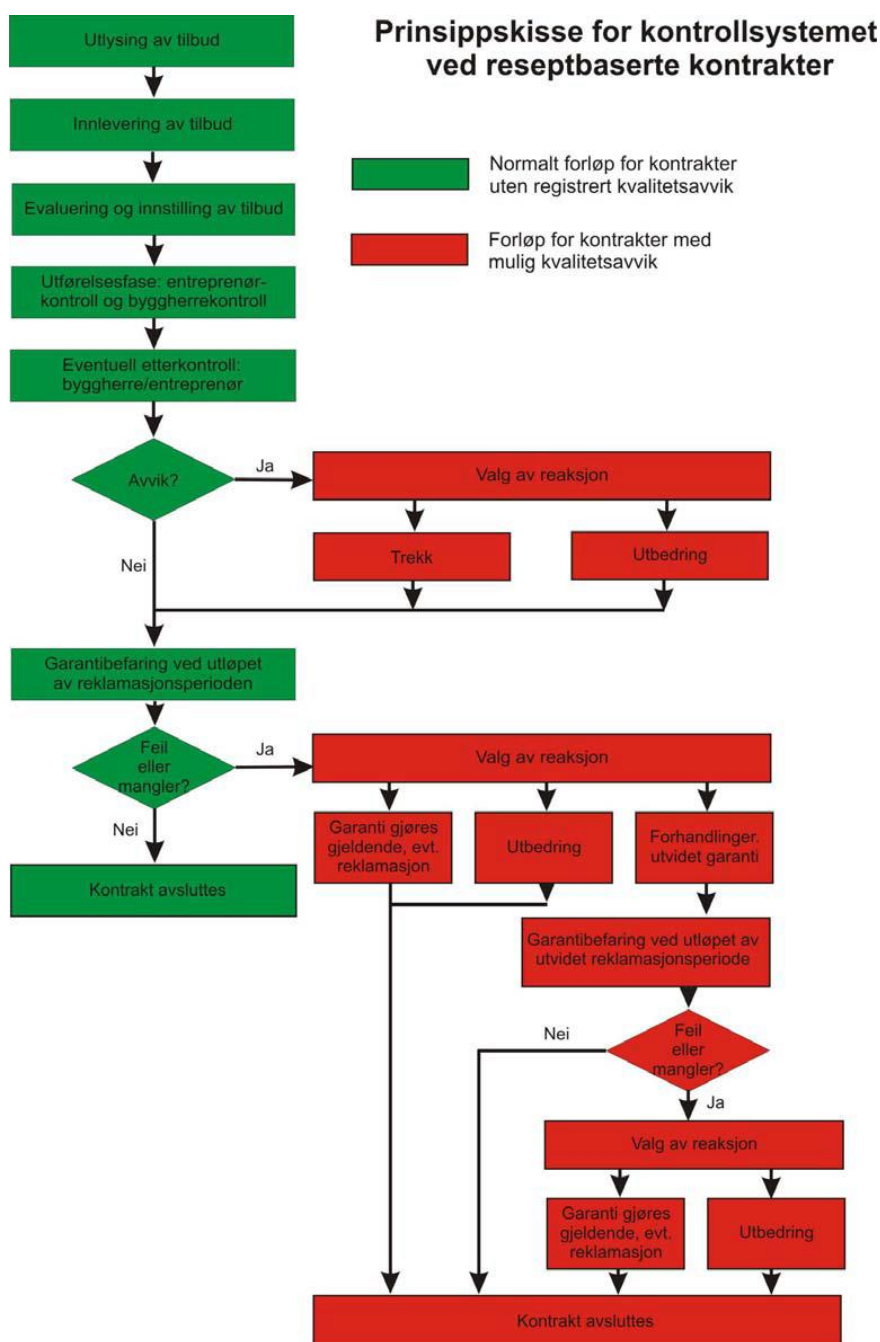 Prinsippskisse for kontrollsystemet
ved reseptbaserte kontrakter
Utlysing av tilbud
Innlevering av tilbud
Evaluering og innstilling av tilbud
Utførelsesfase: entreprenør-
kontroll og byggherrekontroll
Eventuell etterkontroll:
byggherre/entreprenør
Normalt forløp for kontrakter
uten registrert kvalitetsavvik
Forløp for kontrakter med
mulig kvalitetsavvik
Avvik?
Ja
Nei
Valg av reaksjon
Trekk
Utbedring
Garantibefaring ved utløpet
av reklamasjonsperioden
Feil
eller
mangler?
Ja
Nei
Kontrakt avsluttes
Valg av reaksjon
Garanti gjøres
gjeldende, evt.
reklamasjon
Utbedring
Forhandlinger.
utvidet garanti
Garantibefaring ved utløpet av
utvidet reklamasjonsperiode
Feil
eller
mangler?
Nei
Ja
Valg av reaksjon
Garanti gjøres
gjeldende, evt.
reklamasjon
Utbedring
Kontrakt avsluttes